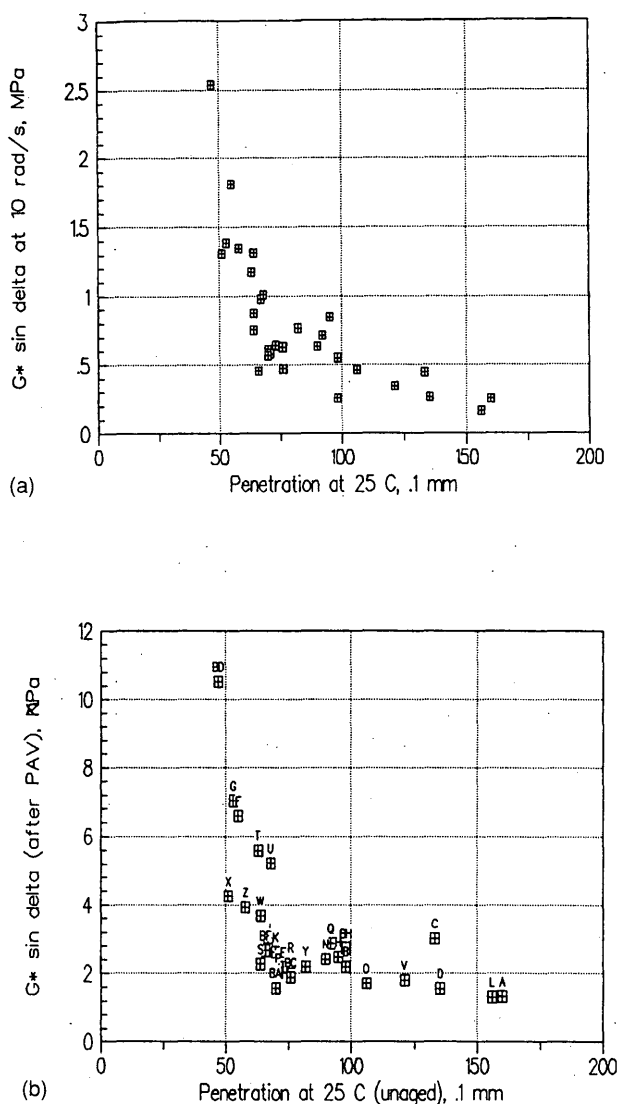 3
2.5
2
1.5
1
.5
0
G* sin delta at 10 rad/s, MPa
0
50
100
150
200
Penetration at 25 C, .1 mm
(a)
12
10
8
6
4
2
0
G* sin delta (after PAV), MPa
G
F
T
U
X
Z
W
S
K
R
Y
N
Q
C
O
V
D
L
A
0
50
100
150
200
Penetration at 25 C (unaged), .1 mm
(b)